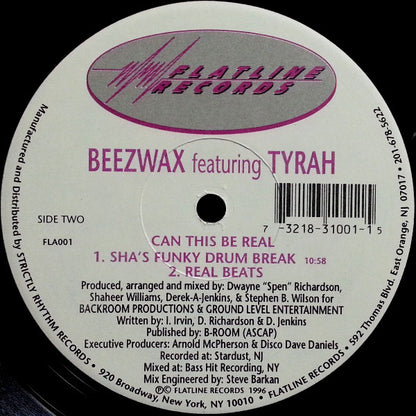 FLATLINE
RECORDS
BEEZWAX featuring TYRAH
SIDE TWO
FLA001
7 3218-31001-1 5
CAN THIS BE REAL
1. SHA'S FUNKY DRUM BREAK 10:58
2. REAL BEATS
Produced, arranged and mixed by: Dwayne "Spen" Richardson,
Shaheer Williams, Derek-A-Jenkins, & Stephen B. Wilson for
BACKROOM PRODUCTIONS & GROUND LEVEL ENTERTAINMENT
Written by: I. Irvin, D. Richardson & D. Jenkins
Published by: B-ROOM (ASCAP)
Executive Producers: Arnold McPherson & Disco Dave Daniels
Recorded at: Stardust, NJ
Mixed at: Bass Hit Recording, NY
Mix Engineered by: Steve Barkan
℗© FLATLINE RECORDS 1996
Manufactured and Distributed by STRICTLY RHYTHM RECORDS • 920 Broadway, New York, NY 10010 • FLATLINE RECORDS • 592 Thomas Blvd. East Orange, NJ 07017 • 201-678-5622